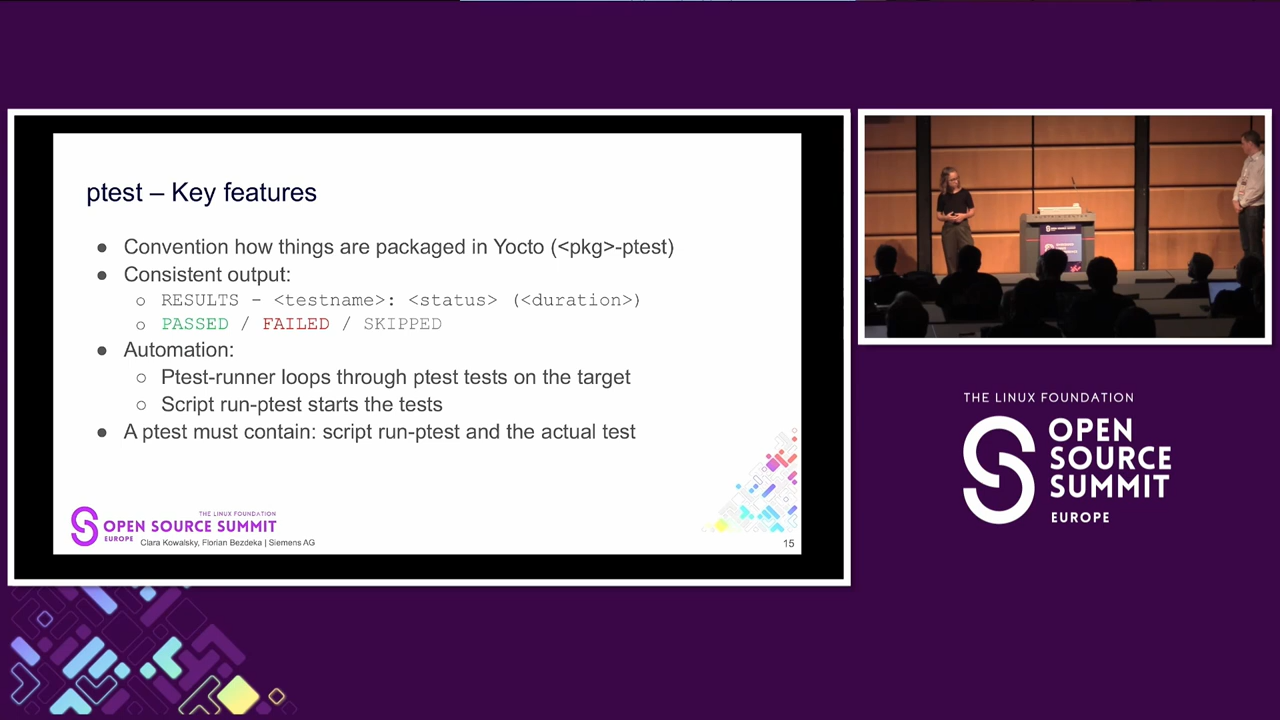 ptest – Key features
● Convention how things are packaged in Yocto (<pkg>-ptest)
● Consistent output:
○ RESULTS - <testname>: <status> (<duration>)
○ PASSED / FAILED / SKIPPED
● Automation:
○ Ptest-runner loops through ptest tests on the target
○ Script run-ptest starts the tests
● A ptest must contain: script run-ptest and the actual test
THE LINUX FOUNDATION
OPEN SOURCE SUMMIT
EUROPE
Clara Kowalsky, Florian Bezdeka | Siemens AG
15
THE LINUX FOUNDATION
OPEN
SOURCE
SUMMIT
EUROPE